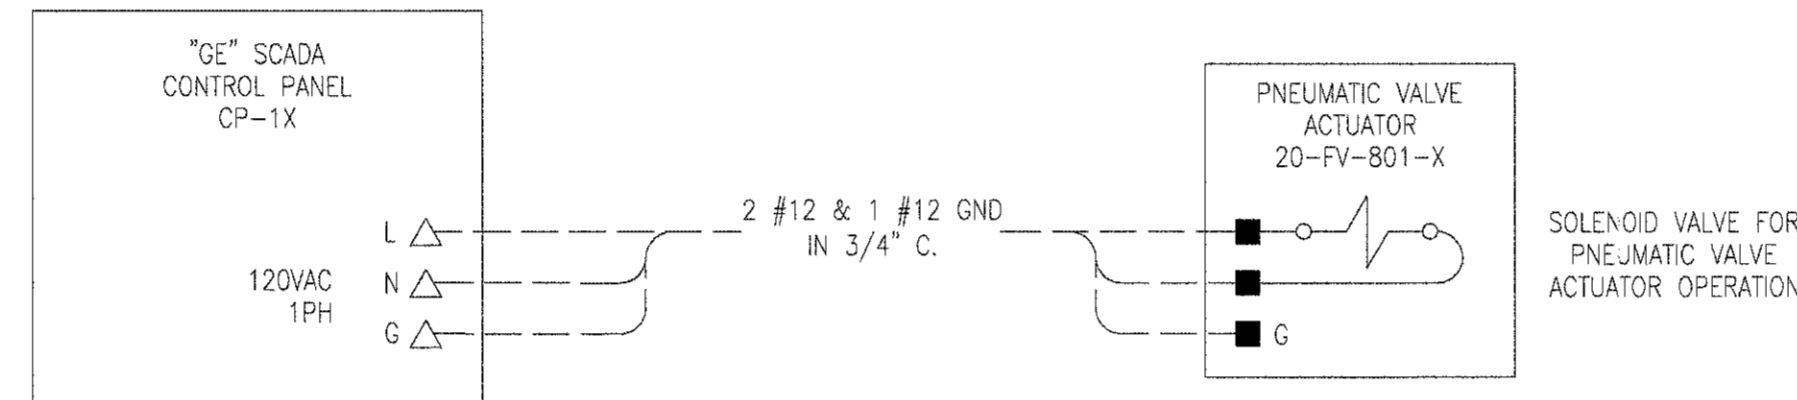 "GE" SCADA
CONTROL PANEL
CP-1X
L
120VAC
1PH
N
G
2 #12 & 1 #12 GND
IN 3/4" C.
PNEUMATIC VALVE
ACTUATOR
20-FV-801-X
G
SOLENOID VALVE FOR
PNEUMATIC VALVE
ACTUATOR OPERATION